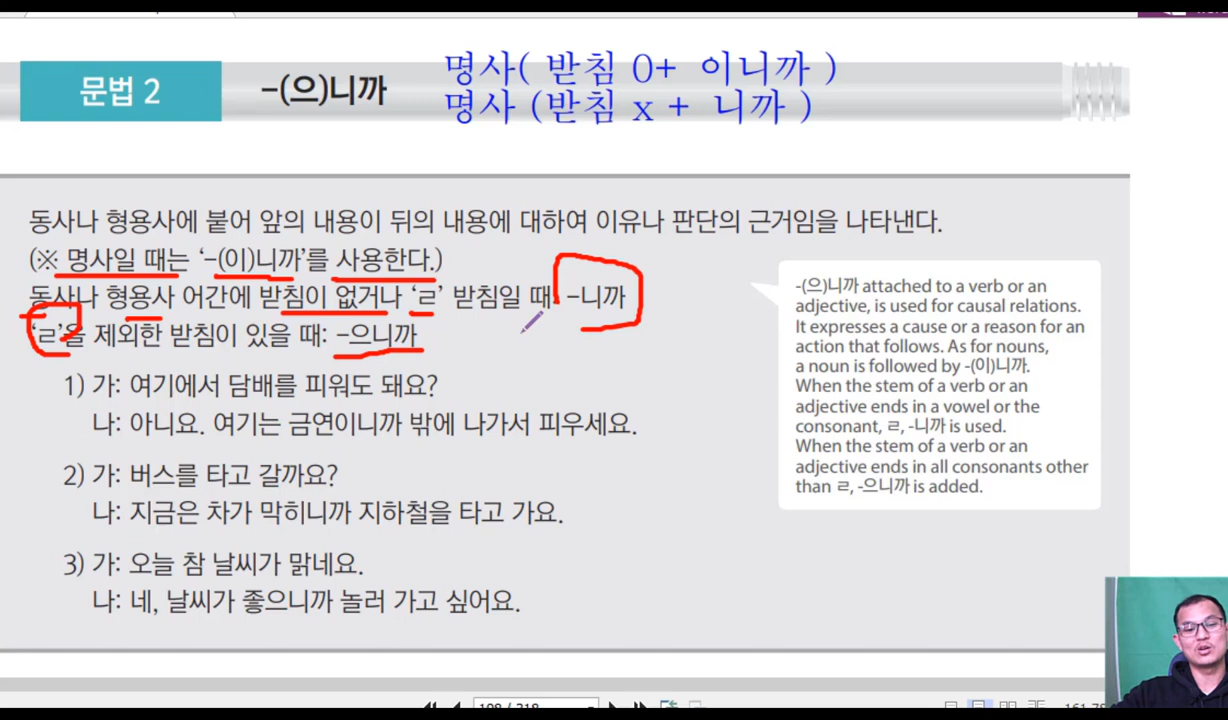 문법 2
-(으)니까
명사( 받침 O+ 이니까 )
명사 (받침 x + 니까 )
동사나 형용사에 붙어 앞의 내용이 뒤의 내용에 대하여 이유나 판단의 근거임을 나타낸다.
(※ 명사일 때는 ‘-(이)니까’를 사용한다.)
동사나 형용사 어간에 받침이 없거나 ‘ㄹ’ 받침일 때: -니까
‘ㄹ’을 제외한 받침이 있을 때: -으니까
1) 가: 여기에서 담배를 피워도 돼요?
나: 아니요. 여기는 금연이니까 밖에 나가서 피우세요.
2) 가: 버스를 타고 갈까요?
나: 지금은 차가 막히니까 지하철을 타고 가요.
3) 가: 오늘 참 날씨가 맑네요.
나: 네, 날씨가 좋으니까 놀러 가고 싶어요.
-(으)니까 attached to a verb or an
adjective, is used for causal relations.
It expresses a cause or a reason for an
action that follows. As for nouns,
a noun is followed by -(이)니까.
When the stem of a verb or an
adjective ends in a vowel or the
consonant, ㄹ, -니까 is used.
When the stem of a verb or an
adjective ends in all consonants other
than ㄹ, -으니까 is added.